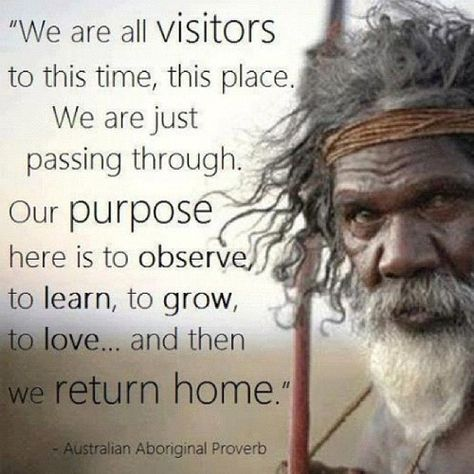 “We are all visitors
to this time, this place.
We are just
passing through.
Our purpose
here is to observe,
to learn, to grow,
to love... and then
we return home."
- Australian Aboriginal Proverb